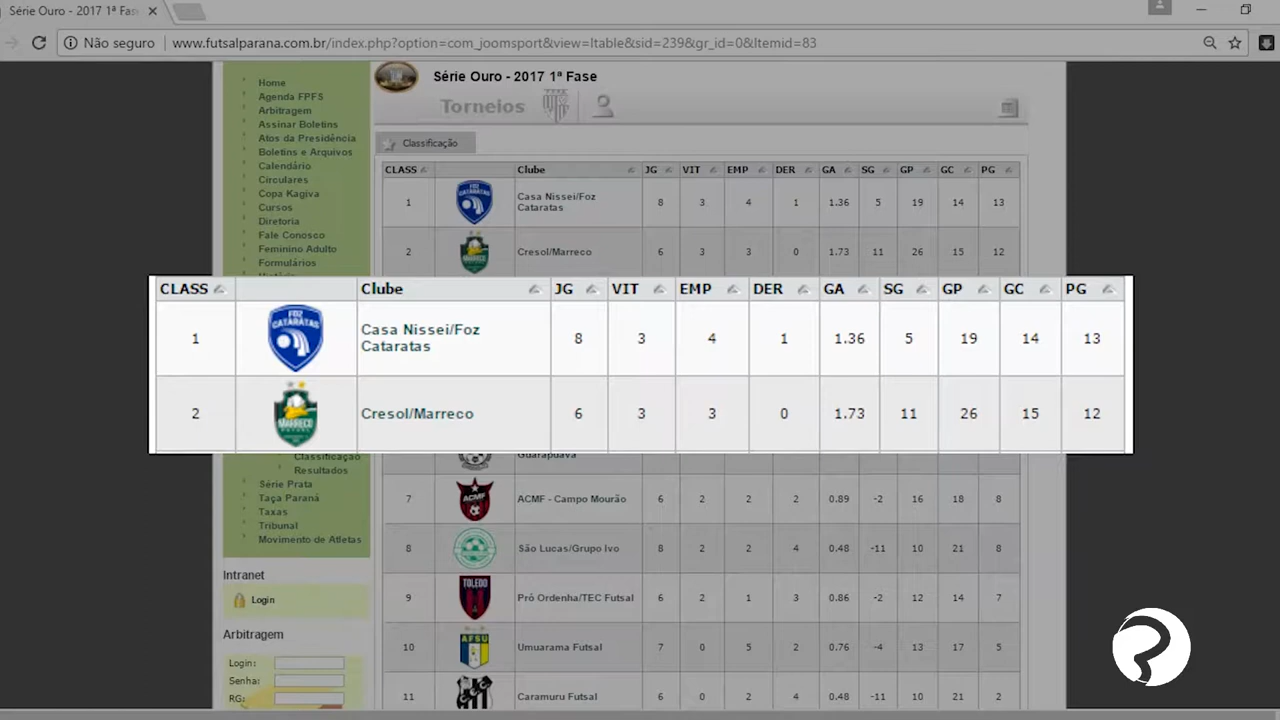 Série Ouro - 2017 1ª Fas
Não seguro www.futsalparana.com.br/index.php?option=com_joomsport&view=ltable&sid=239&gr_id=0&Itemid=83
Home
Agenda FPFS
Arbitragem
Assinar Boletins
Atos da Presidência
Boletins e Arquivos
Calendário
Circulares
Copa Kagiva
Cursos
Diretoria
Fale Conosco
Feminino Adulto
Formulários
Classificação
Resultados
Série Prata
Taça Paraná
Taxas
Tribunal
Movimento de Atletas
Intranet
Login
Arbitragem
Login:
Senha:
RG:
Série Ouro - 2017 1ª Fase
Torneios
Classificação
CLASS Clube JG VIT EMP DER GA SG GP GC PG
1 FOZ CATARATAS Casa Nissei/Foz Cataratas 8 3 4 1 1.36 5 19 14 13
2 MARRECO Cresol/Marreco 6 3 3 0 1.73 11 26 15 12
CLASS Clube JG VIT EMP DER GA SG GP GC PG
1 FOZ CATARATAS Casa Nissei/Foz Cataratas 8 3 4 1 1.36 5 19 14 13
2 MARRECO Cresol/Marreco 6 3 3 0 1.73 11 26 15 12
Guarapuava
7 ACMF ACMF - Campo Mourão 6 2 2 2 0.89 -2 16 18 8
8 São Lucas/Grupo Ivo 8 2 2 4 0.48 -11 10 21 8
9 TOLEDO Pró Ordenha/TEC Futsal 6 2 1 3 0.86 -2 12 14 7
10 AFSU Umuarama Futsal 7 0 5 2 0.76 -4 13 17 5
11 Caramuru Futsal 6 0 2 4 0.48 -11 10 21 2